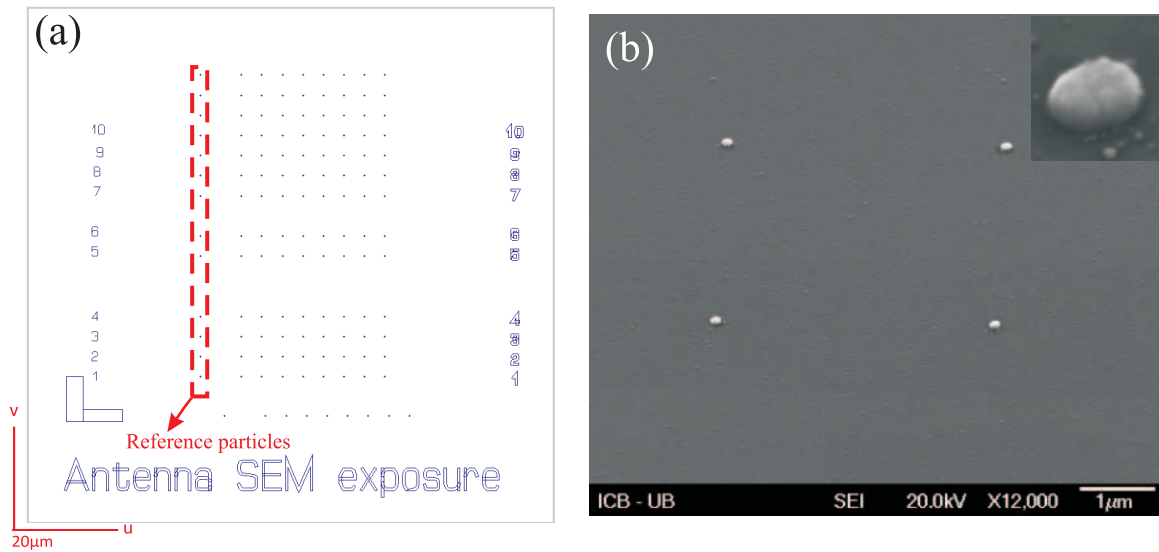 (a)
10
9
8
7
6
5
4
3
2
1
10
9
8
7
6
5
4
3
2
1
Reference particles
Antenna SEM exposure
v
u
20µm
(b)
ICB - UB SEI 20.0kV X12,000 1µm